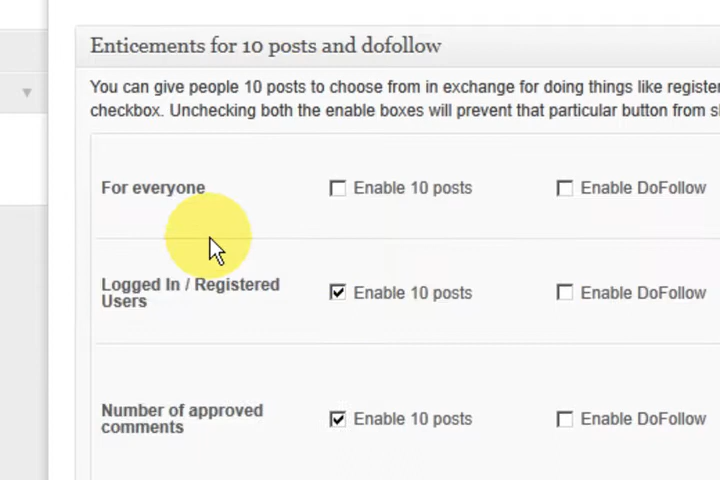 Enticements for 10 posts and dofollow
You can give people 10 posts to choose from in exchange for doing things like
checkbox. Unchecking both the enable boxes will prevent that particular button from
For everyone Enable 10 posts Enable DoFollow
Logged In / Registered
Users
Enable 10 posts Enable DoFollow
Number of approved
comments
Enable 10 posts Enable DoFollow